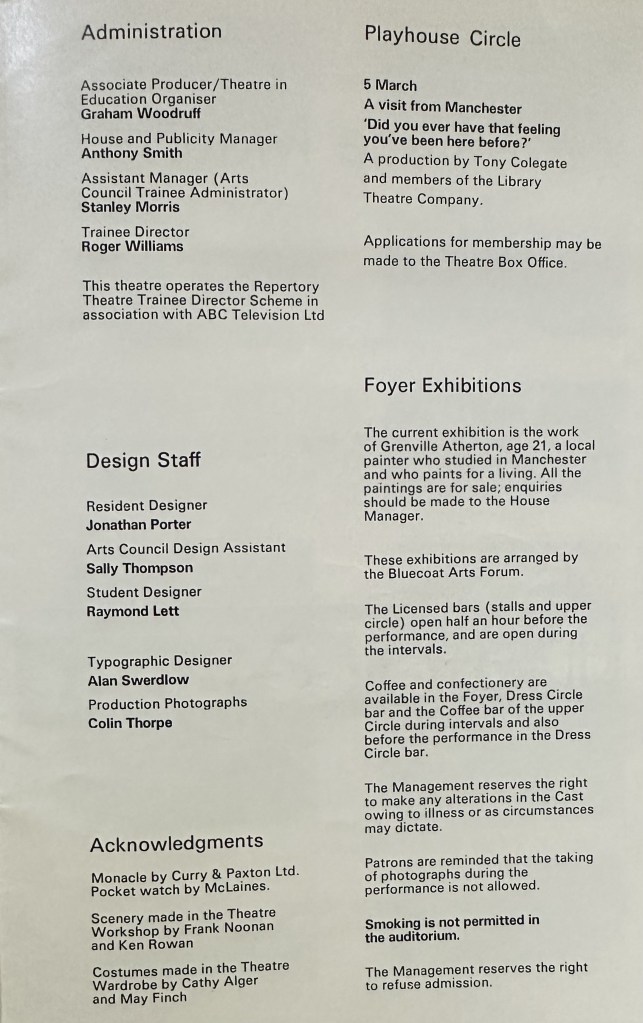 Administration
Associate Producer/Theatre in
Education Organiser
Graham Woodruff
House and Publicity Manager
Anthony Smith
Assistant Manager (Arts
Council Trainee Administrator)
Stanley Morris
Trainee Director
Roger Williams
This theatre operates the Repertory
Theatre Trainee Director Scheme in
association with ABC Television Ltd
Design Staff
Resident Designer
Jonathan Porter
Arts Council Design Assistant
Sally Thompson
Student Designer
Raymond Lett
Typographic Designer
Alan Swerdlow
Production Photographs
Colin Thorpe
Acknowledgments
Monacle by Curry & Paxton Ltd.
Pocket watch by McLaines.
Scenery made in the Theatre
Workshop by Frank Noonan
and Ken Rowan
Costumes made in the Theatre
Wardrobe by Cathy Alger
and May Finch
Playhouse Circle
5 March
A visit from Manchester
'Did you ever have that feeling
you've been here before?'
A production by Tony Colegate
and members of the Library
Theatre Company.
Applications for membership may be
made to the Theatre Box Office.
Foyer Exhibitions
The current exhibition is the work
of Grenville Atherton, age 21, a local
painter who studied in Manchester
and who paints for a living. All the
paintings are for sale; enquiries
should be made to the House
Manager.
These exhibitions are arranged by
the Bluecoat Arts Forum.
The Licensed bars (stalls and upper
circle) open half an hour before the
performance, and are open during
the intervals.
Coffee and confectionery are
available in the Foyer, Dress Circle
bar and the Coffee bar of the upper
Circle during intervals and also
before the performance in the Dress
Circle bar.
The Management reserves the right
to make any alterations in the Cast
owing to illness or as circumstances
may dictate.
Patrons are reminded that the taking
of photographs during the
performance is not allowed.
Smoking is not permitted in
the auditorium.
The Management reserves the right
to refuse admission.